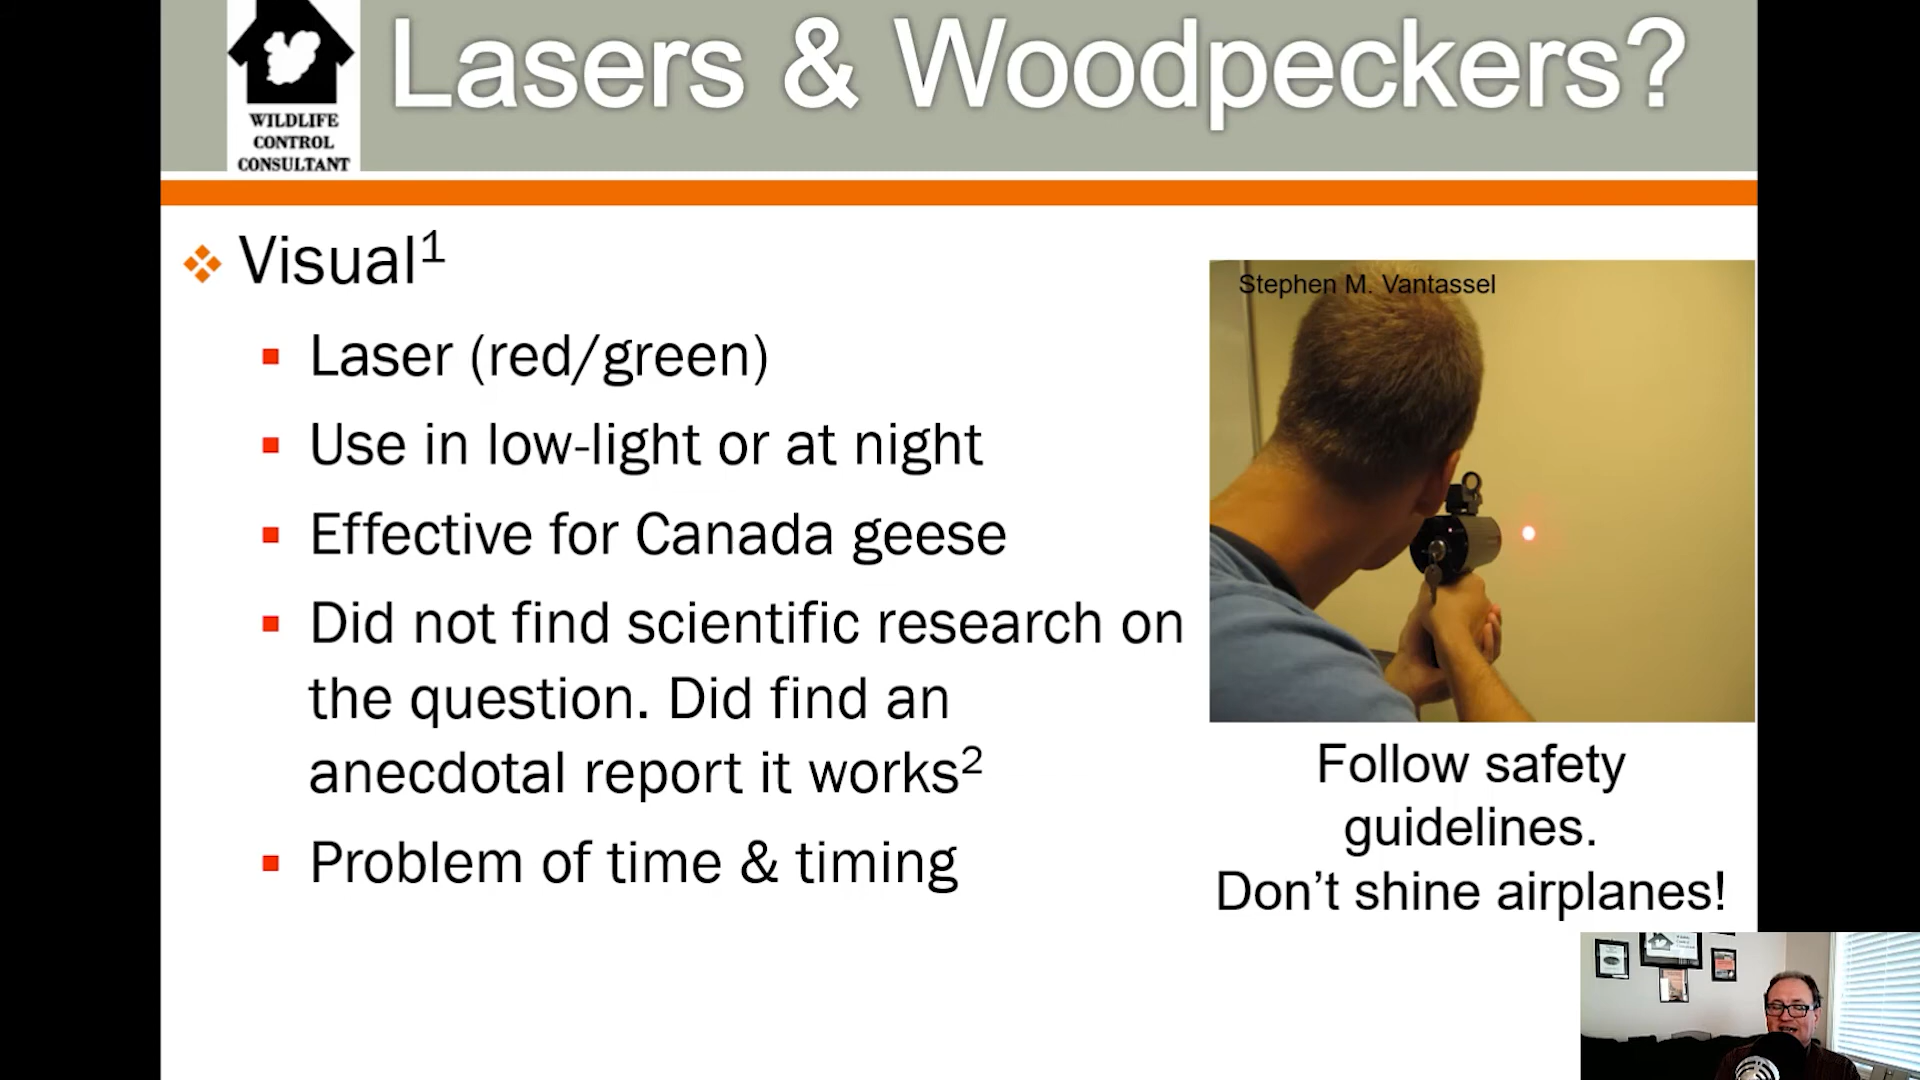 Lasers & Woodpeckers?
WILDLIFE
CONTROL
CONSULTANT
Visual1
Laser (red/green)
Use in low-light or at night
Effective for Canada geese
Did not find scientific research on
the question. Did find an
anecdotal report it works2
Problem of time & timing
Stephen M. Vantassel
Follow safety
guidelines.
Don't shine airplanes!